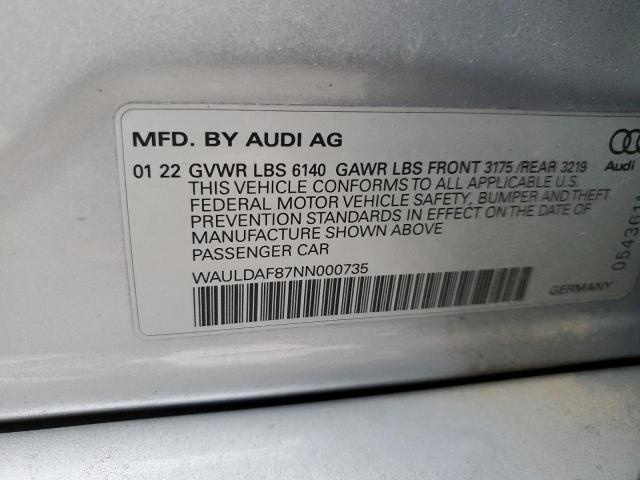 MFD. BY AUDI AG
01 22 GVWR LBS 6140 GAWR LBS FRONT 3175 /REAR 3219
THIS VEHICLE CONFORMS TO ALL APPLICABLE U.S.
FEDERAL MOTOR VEHICLE SAFETY, BUMPER AND THEFT
PREVENTION STANDARDS IN EFFECT ON THE DATE OF
MANUFACTURE SHOWN ABOVE
PASSENGER CAR
WAULDAF87NN000735
Audi
GERMANY